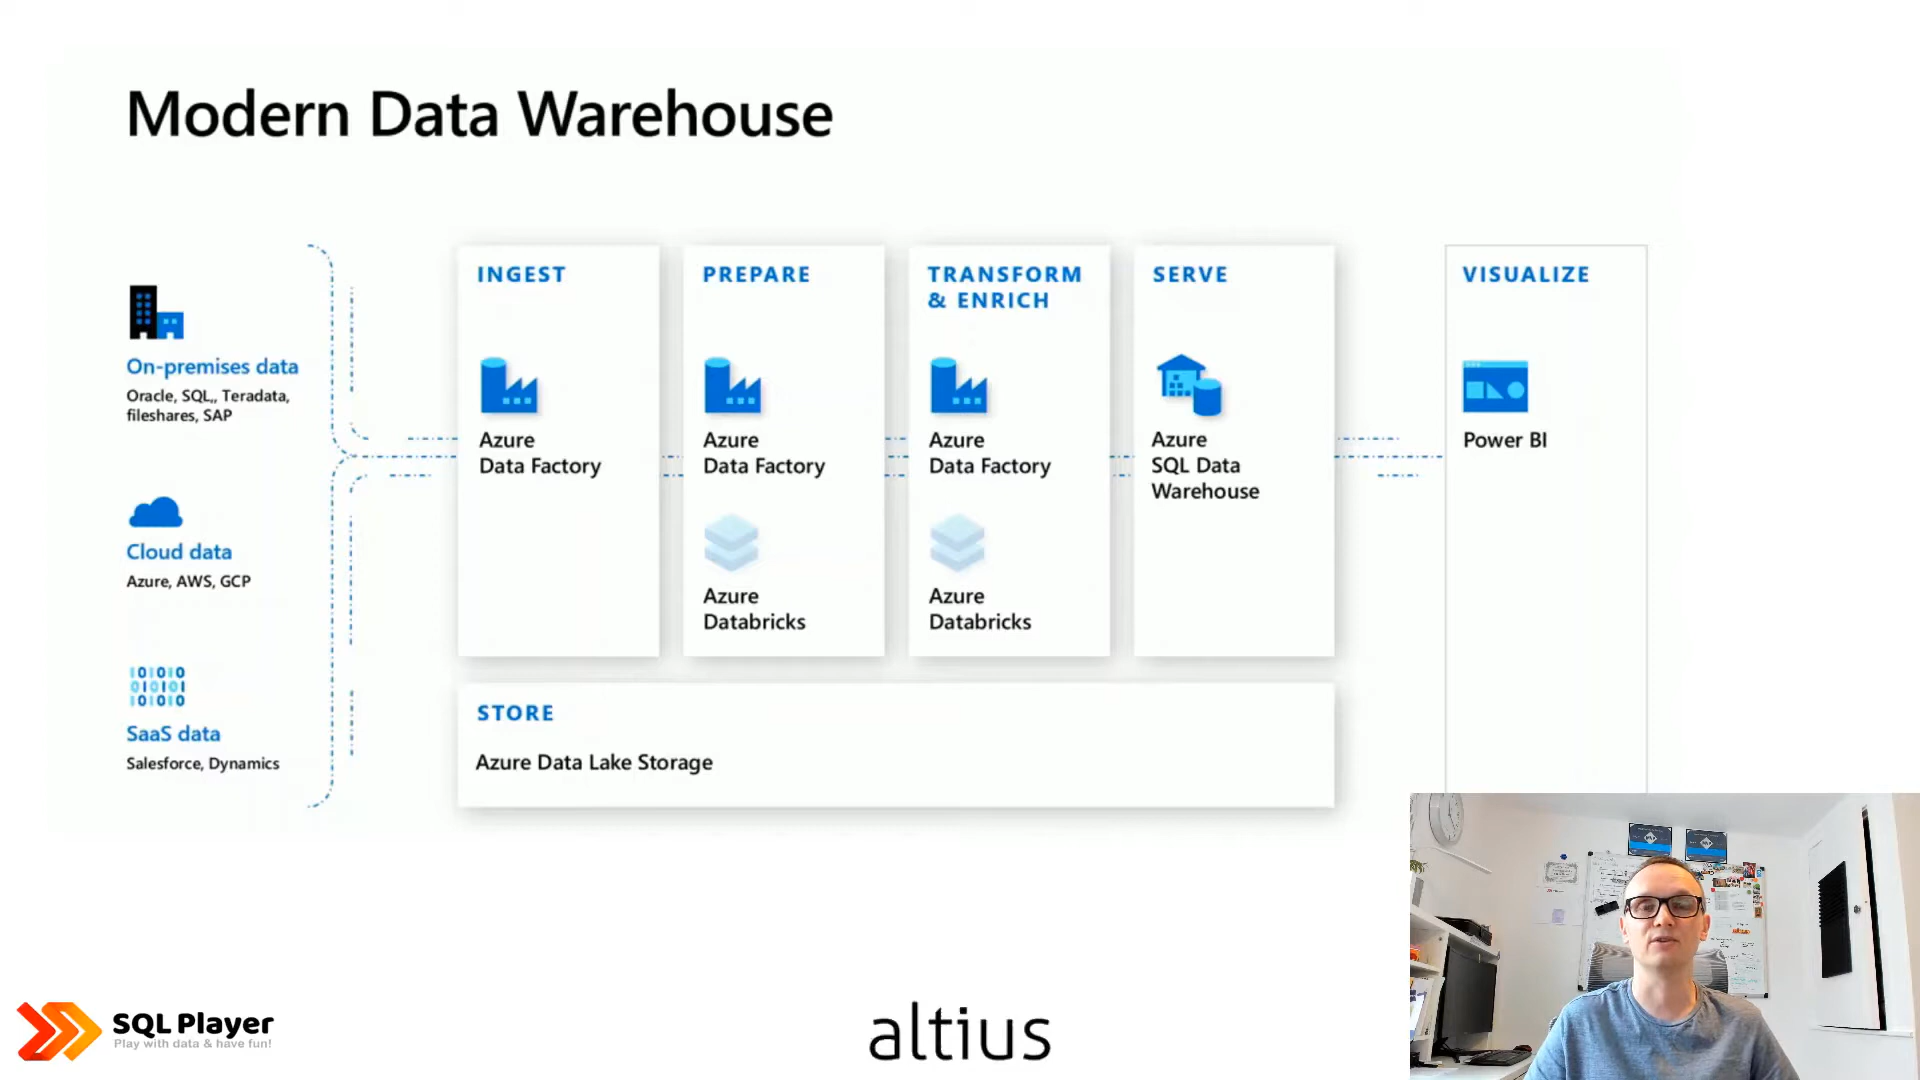 Modern Data Warehouse
On-premises data
Oracle, SQL,, Teradata,
fileshares, SAP
Cloud data
Azure, AWS, GCP
SaaS data
Salesforce, Dynamics
INGEST
Azure
Data Factory
PREPARE
Azure
Data Factory
Azure
Databricks
TRANSFORM
& ENRICH
Azure
Data Factory
Azure
Databricks
SERVE
Azure
SQL Data
Warehouse
VISUALIZE
Power BI
STORE
Azure Data Lake Storage
SQL Player
Play with data & have fun!
altius